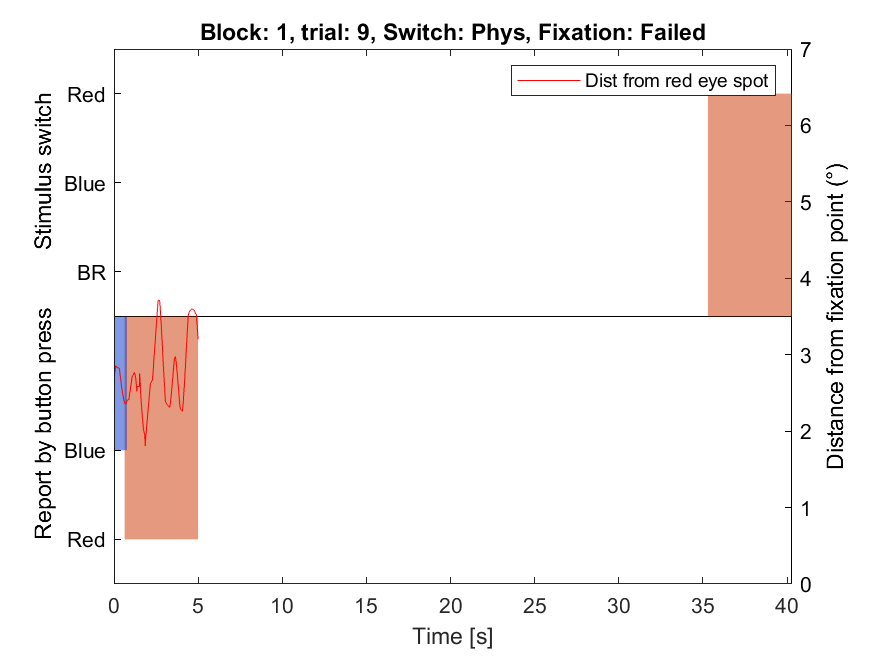 Block: 1, trial: 9, Switch: Phys, Fixation: Failed
Dist from red eye spot
Stimulus switch
Red
Blue
BR
Report by button press
Blue
Red
7
6
5
4
3
2
1
0
Distance from fixation point (°)
0 5 10 15 20 25 30 35 40
Time [s]